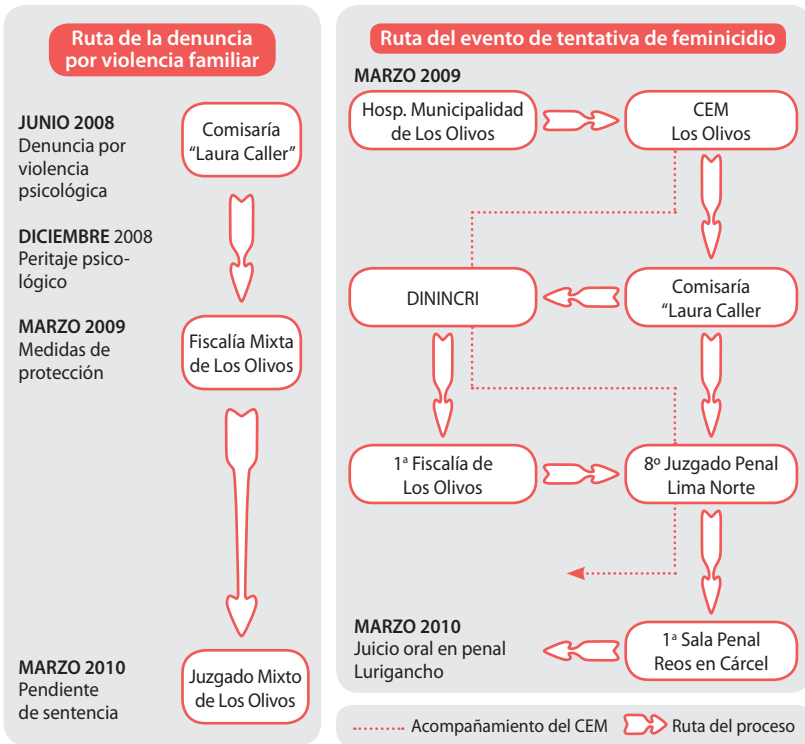 Ruta de la denuncia
por violencia familiar
JUNIO 2008
Denuncia por
violencia
psicológica
Comisaría
“Laura Caller”
DICIEMBRE 2008
Peritaje psico-
lógico
MARZO 2009
Medidas de
protección
Fiscalía Mixta
de Los Olivos
MARZO 2010
Pendiente
de sentencia
Juzgado Mixto
de Los Olivos
Ruta del evento de tentativa de feminicidio
MARZO 2009
Hosp. Municipalidad
de Los Olivos
CEM
Los Olivos
DININCRI
Comisaría
“Laura Caller
1ª Fiscalía de
Los Olivos
8º Juzgado Penal
Lima Norte
MARZO 2010
Juicio oral en penal
Lurigancho
1ª Sala Penal
Reos en Cárcel
Acompañamiento del CEM
Ruta del proceso